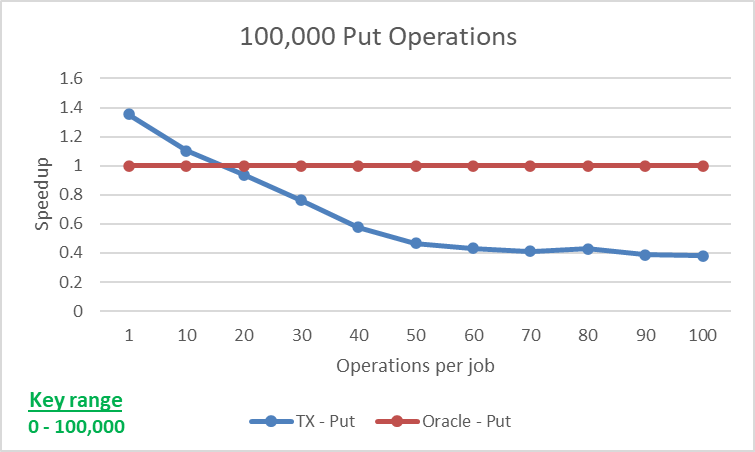 100,000 Put Operations
1.6
1.4
1.2
1
0.8
0.6
0.4
0.2
0
Speedup
1 10 20 30 40 50 60 70 80 90 100
Operations per job
Key range
0 - 100,000
TX - Put Oracle - Put